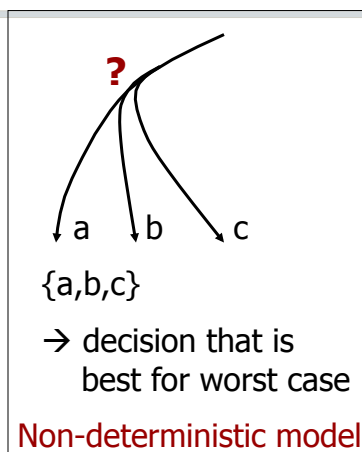 ?
a b c
{a,b,c}
→ decision that is
best for worst case
Non-deterministic model